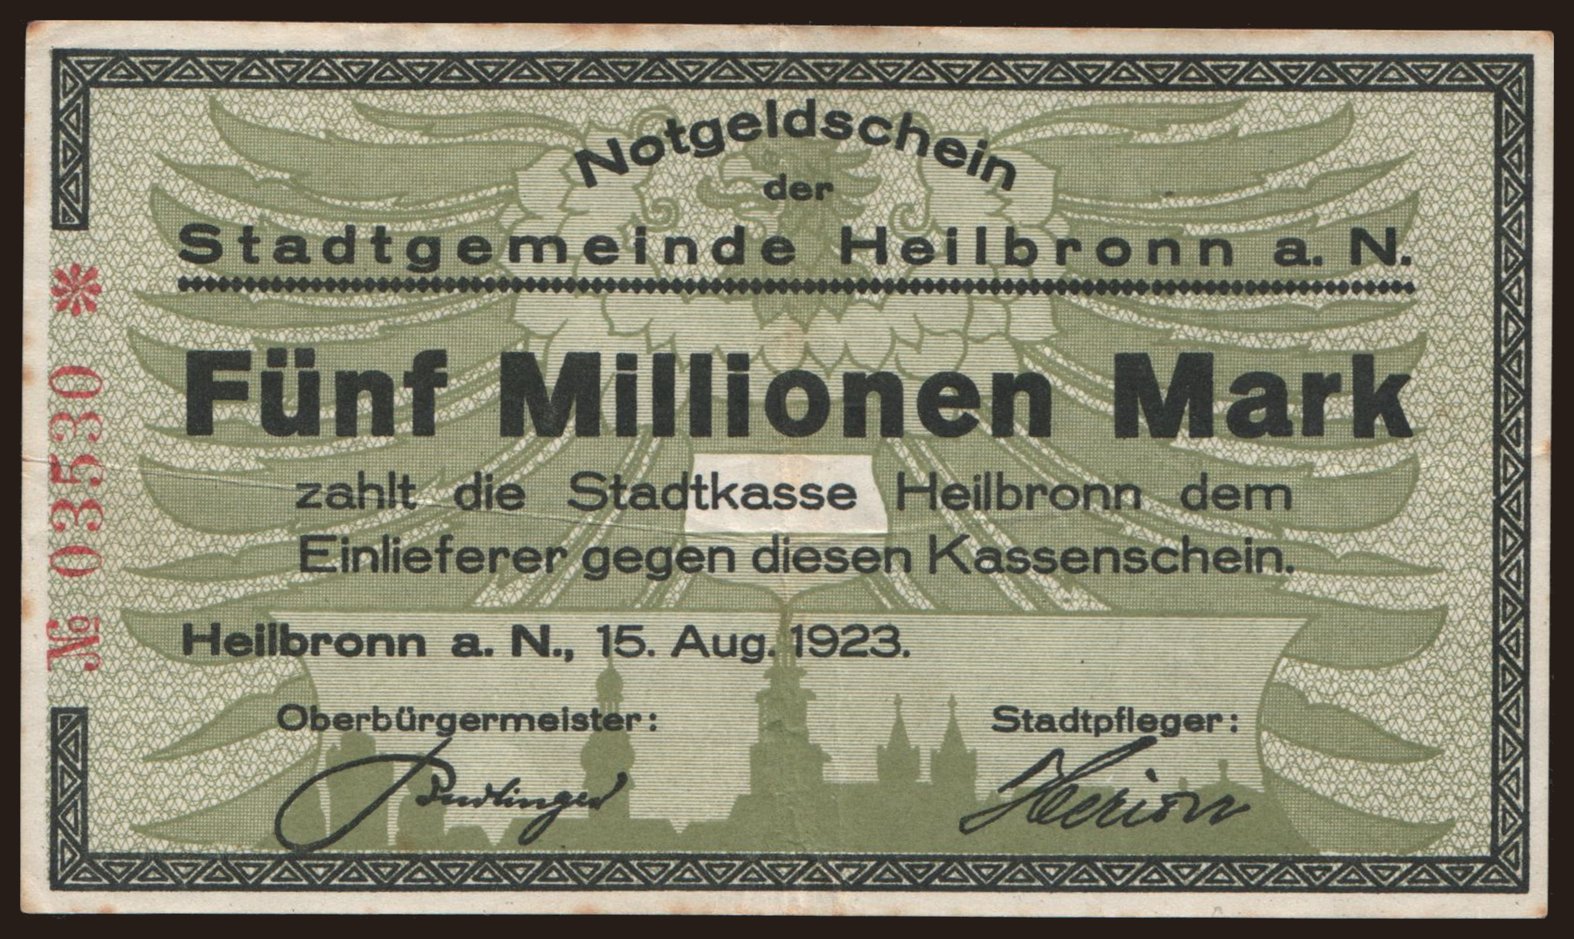 Notgeldschein
der
Stadtgemeinde Heilbronn a. N.
Fünf Millionen Mark
zahlt die Stadtkasse Heilbronn dem
Einlieferer gegen diesen Kassenschein.
Heilbronn a. N., 15. Aug. 1923.
Oberbürgermeister: Stadtpfleger:
№ 035530 *